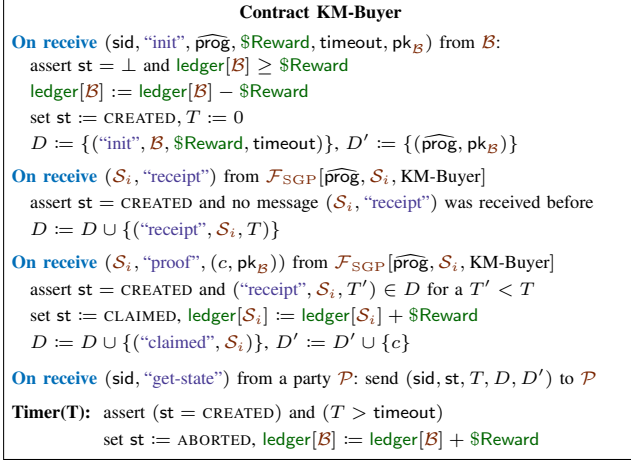 Contract KM-Buyer
On receive (sid, “init”, p͡rog, $Reward, timeout, pk_ℬ) from ℬ:
assert st = ⊥ and ledger[ℬ] ≥ $Reward
ledger[ℬ] := ledger[ℬ] − $Reward
set st := CREATED, T := 0
D := {(“init”, ℬ, $Reward, timeout)}, D′ := {(p͡rog, pk_ℬ)}
On receive (𝒮_i, “receipt”) from ℱ_SGP[p͡rog, 𝒮_i, KM-Buyer]
assert st = CREATED and no message (𝒮_i, “receipt”) was received before
D := D ∪ {(“receipt”, 𝒮_i, T)}
On receive (𝒮_i, “proof”, (c, pk_ℬ)) from ℱ_SGP[p͡rog, 𝒮_i, KM-Buyer]
assert st = CREATED and (“receipt”, 𝒮_i, T′) ∈ D for a T′ < T
set st := CLAIMED, ledger[𝒮_i] := ledger[𝒮_i] + $Reward
D := D ∪ {(“claimed”, 𝒮_i)}, D′ := D′ ∪ {c}
On receive (sid, “get-state”) from a party 𝒫: send (sid, st, T, D, D′) to 𝒫
Timer(T): assert (st = CREATED) and (T > timeout)
set st := ABORTED, ledger[ℬ] := ledger[ℬ] + $Reward